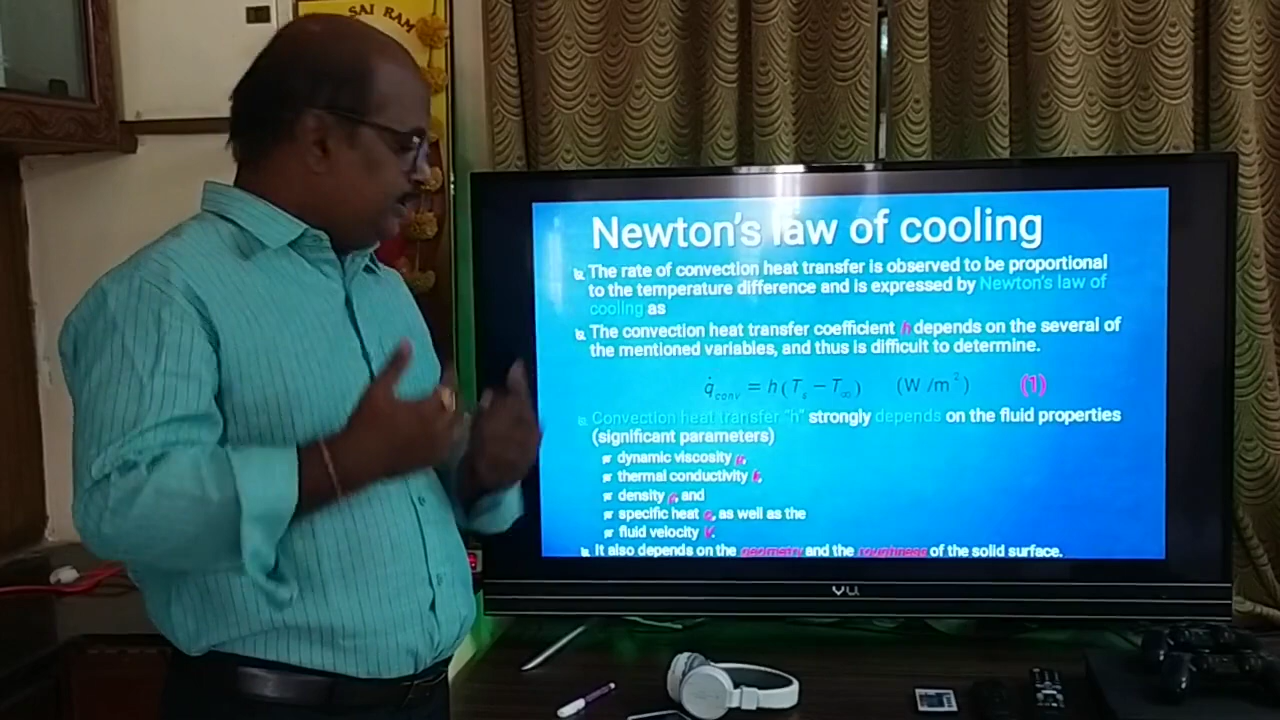 SAI RAM
Newton's law of cooling
The rate of convection heat transfer is observed to be proportional
to the temperature difference and is expressed by Newton's law of
cooling as
The convection heat transfer coefficient h depends on the several of
the mentioned variables, and thus is difficult to determine.
q̇conv = h(Ts − T∞) (W/m²) (1)
Convection heat transfer "h" strongly depends on the fluid properties
(significant parameters)
dynamic viscosity μ,
thermal conductivity k,
density ρ, and
specific heat c, as well as the
fluid velocity V.
It also depends on the geometry and the roughness of the solid surface.
VU